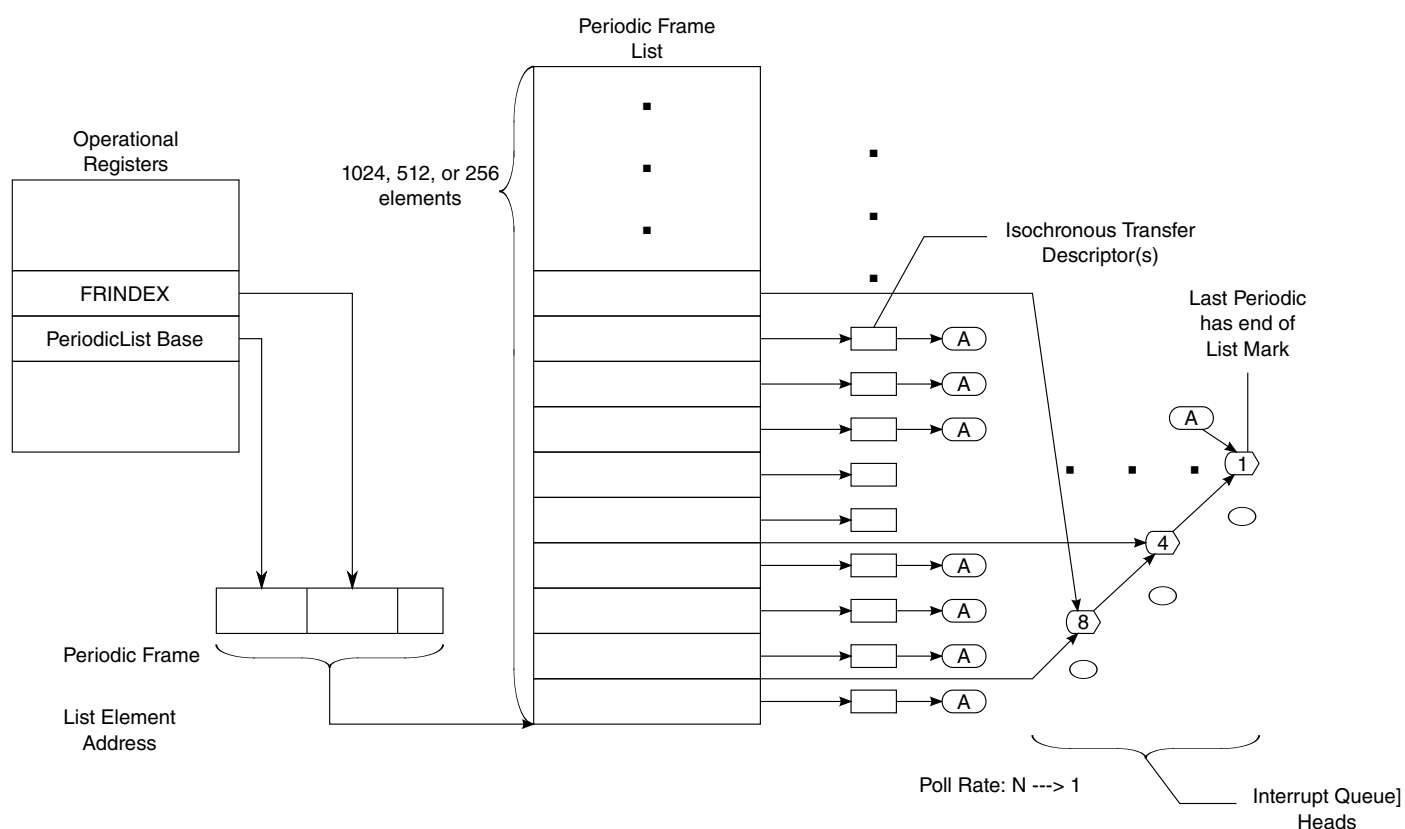 Periodic Frame
List
Operational
Registers
1024, 512, or 256
elements
Isochronous Transfer
Descriptor(s)
FRINDEX
PeriodicList Base
Last Periodic
has end of
List Mark
A
A
A
A
1
4
A
A
8
A
A
Periodic Frame
List Element
Address
Poll Rate: N ---> 1
Interrupt Queue]
Heads